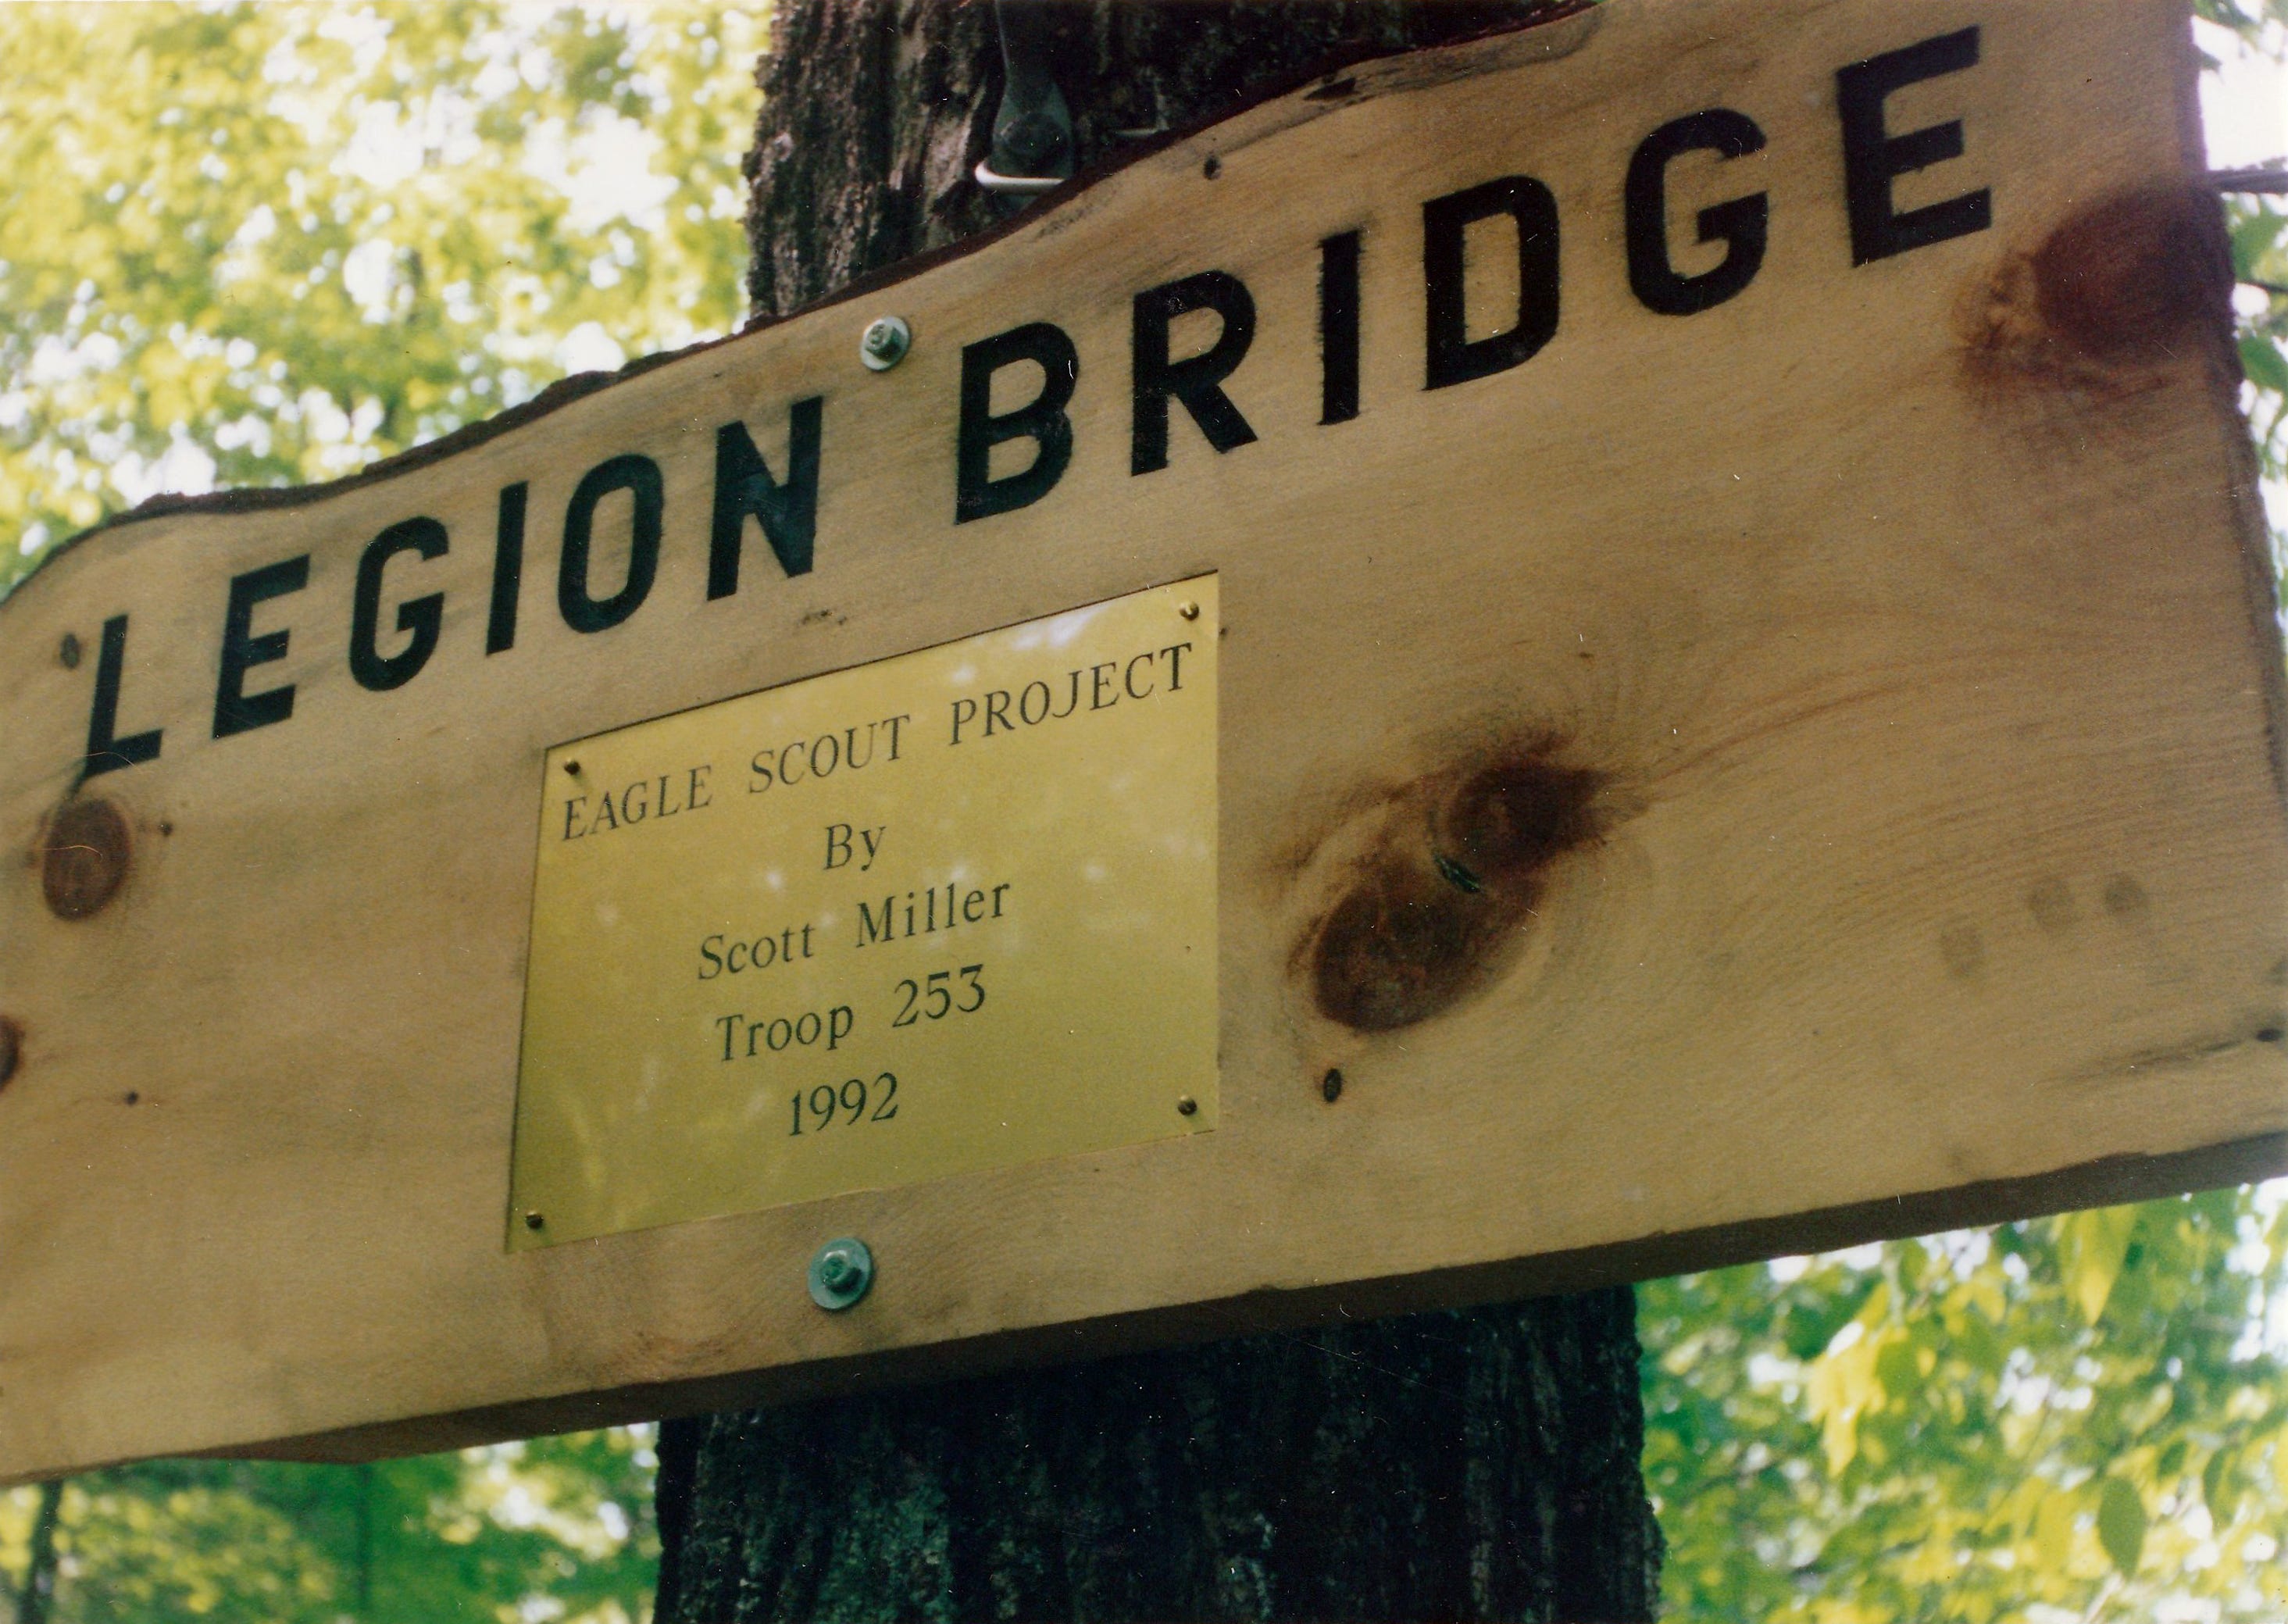 LEGION BRIDGE
EAGLE SCOUT PROJECT
By
Scott Miller
Troop 253
1992